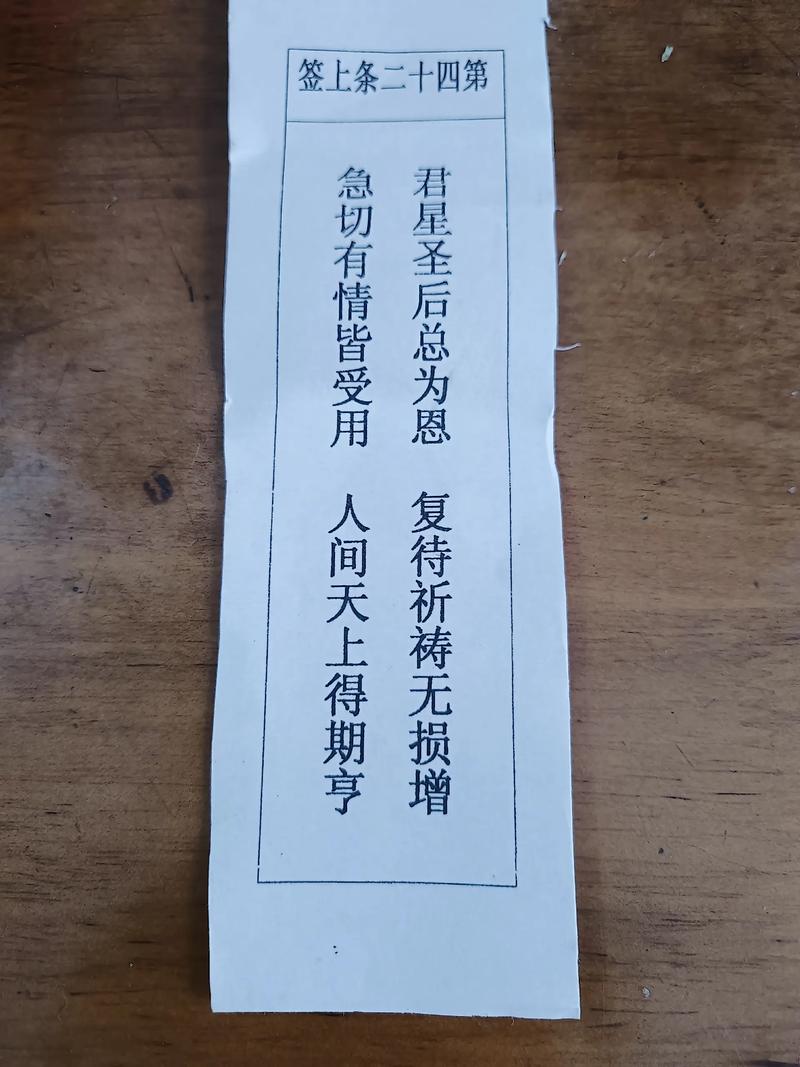 第四十二条上签
君星圣后总为恩 复待祈祷无损增
急切有情皆受用 人间天上得期亨